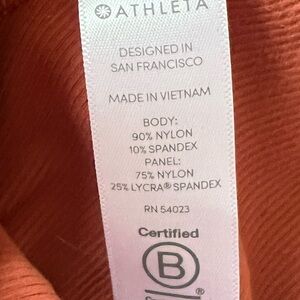 ATHLETA
DESIGNED IN
SAN FRANCISCO
MADE IN VIETNAM
BODY:
90% NYLON
10% SPANDEX
PANEL:
75% NYLON
25% LYCRA® SPANDEX
RN 54023
Certified
B
®